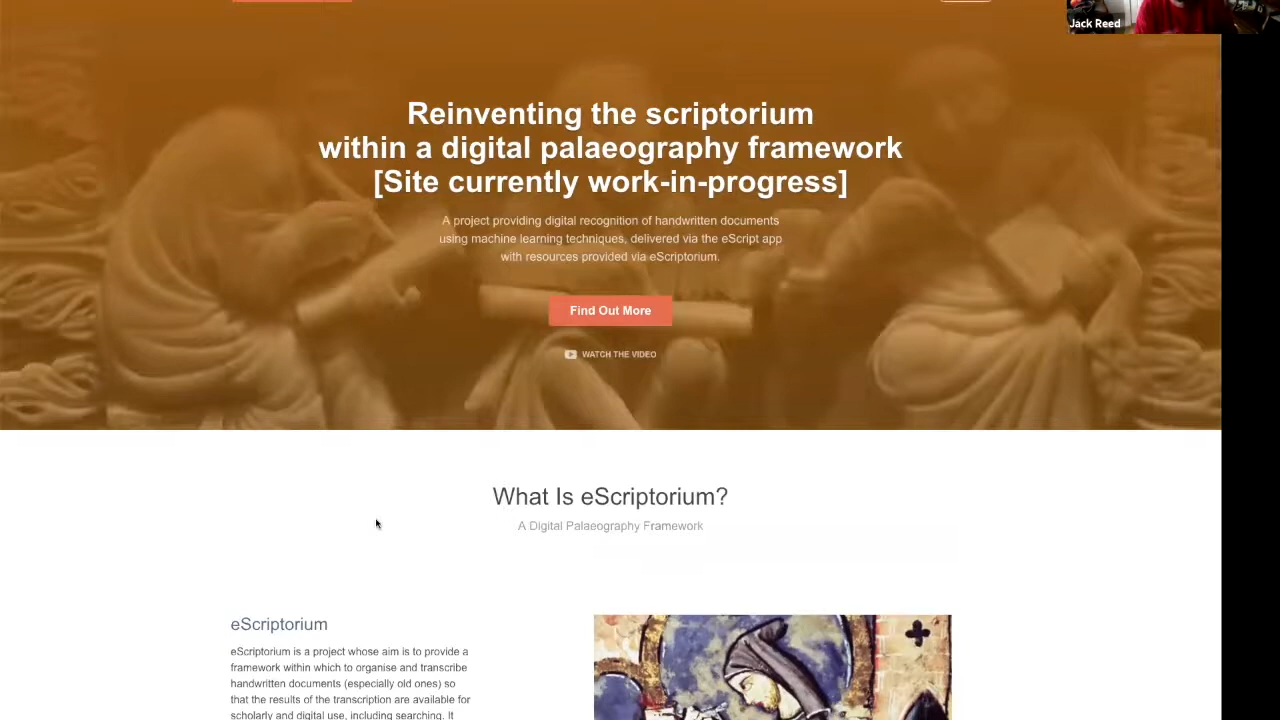 Jack Reed
Reinventing the scriptorium
within a digital palaeography framework
[Site currently work-in-progress]
A project providing digital recognition of handwritten documents
using machine learning techniques, delivered via the eScript app
with resources provided via eScriptorium.
Find Out More
WATCH THE VIDEO
What Is eScriptorium?
A Digital Palaeography Framework
eScriptorium
eScriptorium is a project whose aim is to provide a
framework within which to organise and transcribe
handwritten documents (especially old ones) so
that the results of the transcription are available for
scholarly and digital use, including searching. It